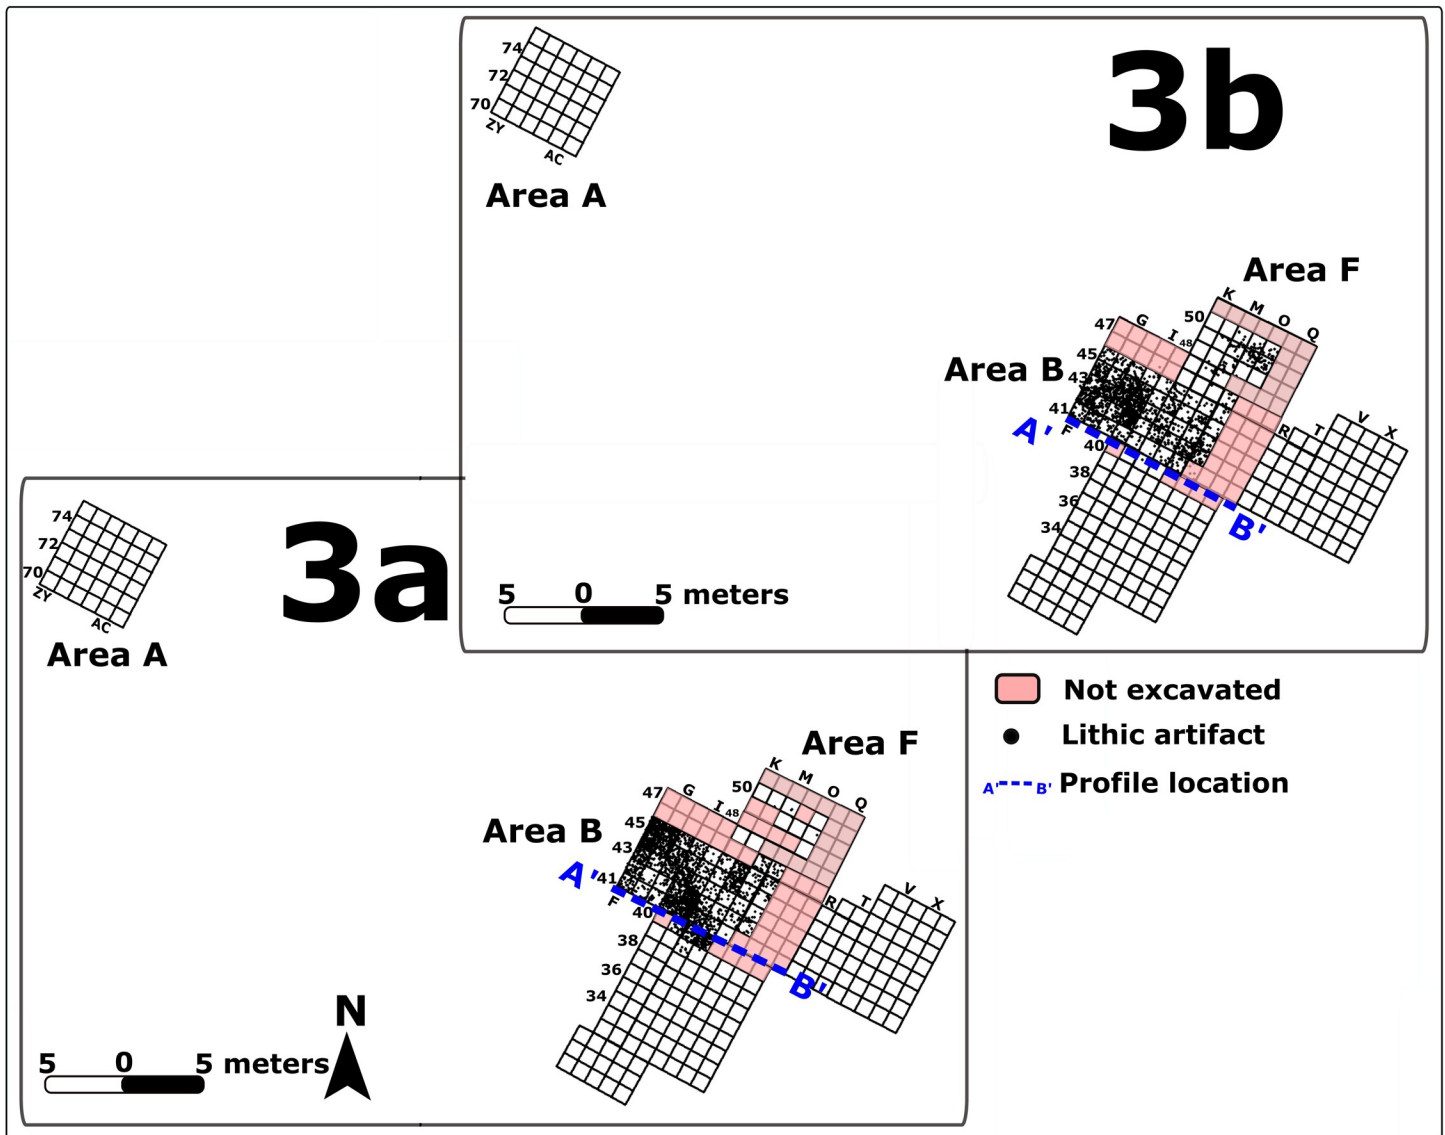 3b
74
72
70
ZY
AC
Area A
Area F
K M O Q
50
48
47 G I
45
43
41
Area B
A'
F
40
38
36
34
R T V X
B'
5 0 5 meters
3a
74
72
70
ZY
AC
Area A
Area F
K M O Q
50
48
47 G I
45
43
41
Area B
A'
F
40
38
36
34
R T V X
B'
N
5 0 5 meters
Not excavated
Lithic artifact
A' B' Profile location